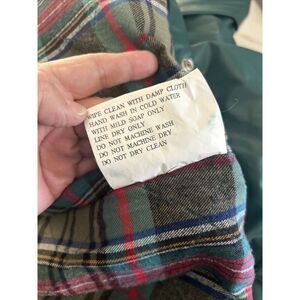 WIPE CLEAN WITH DAMP CLOTH
HAND WASH IN COLD WATER
WITH MILD SOAP ONLY
LINE DRY ONLY
DO NOT MACHINE WASH
DO NOT MACHINE DRY
DO NOT DRY CLEAN